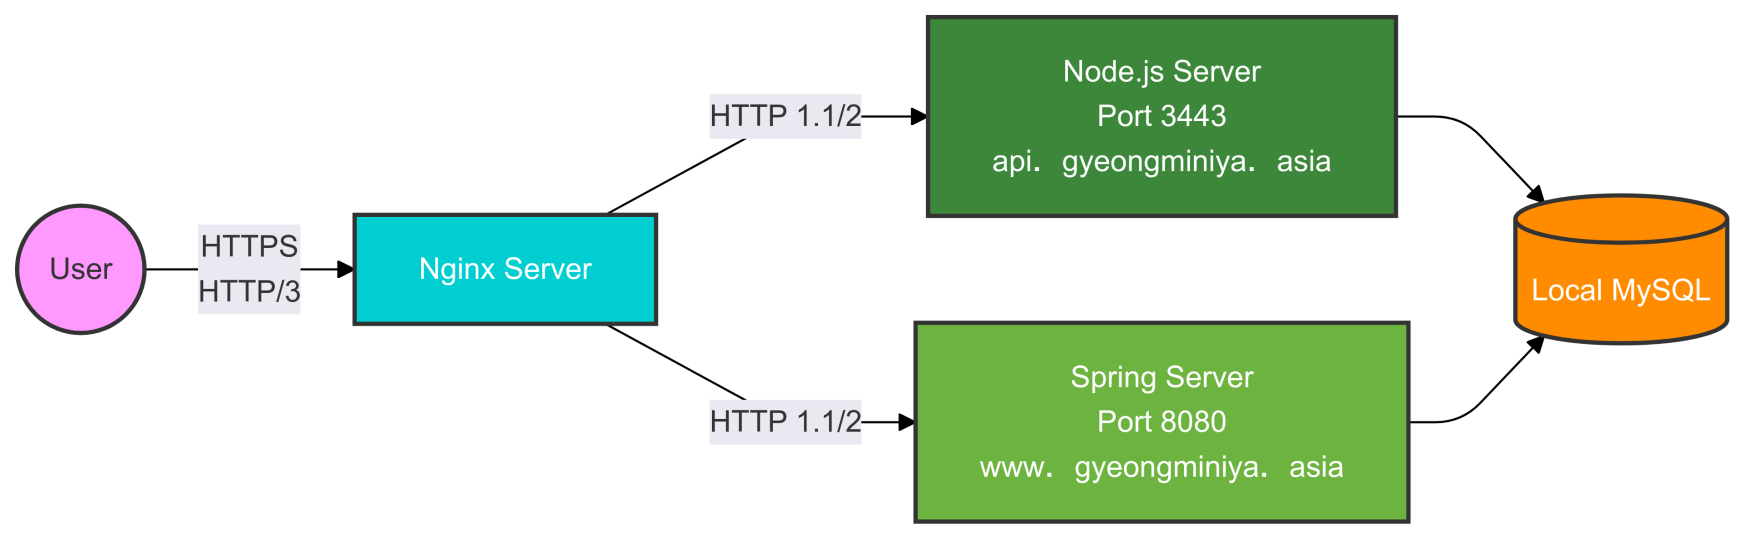 User
HTTPS
HTTP/3
Nginx Server
HTTP 1.1/2
Node.js Server
Port 3443
api. gyeongminiya. asia
HTTP 1.1/2
Spring Server
Port 8080
www. gyeongminiya. asia
Local MySQL